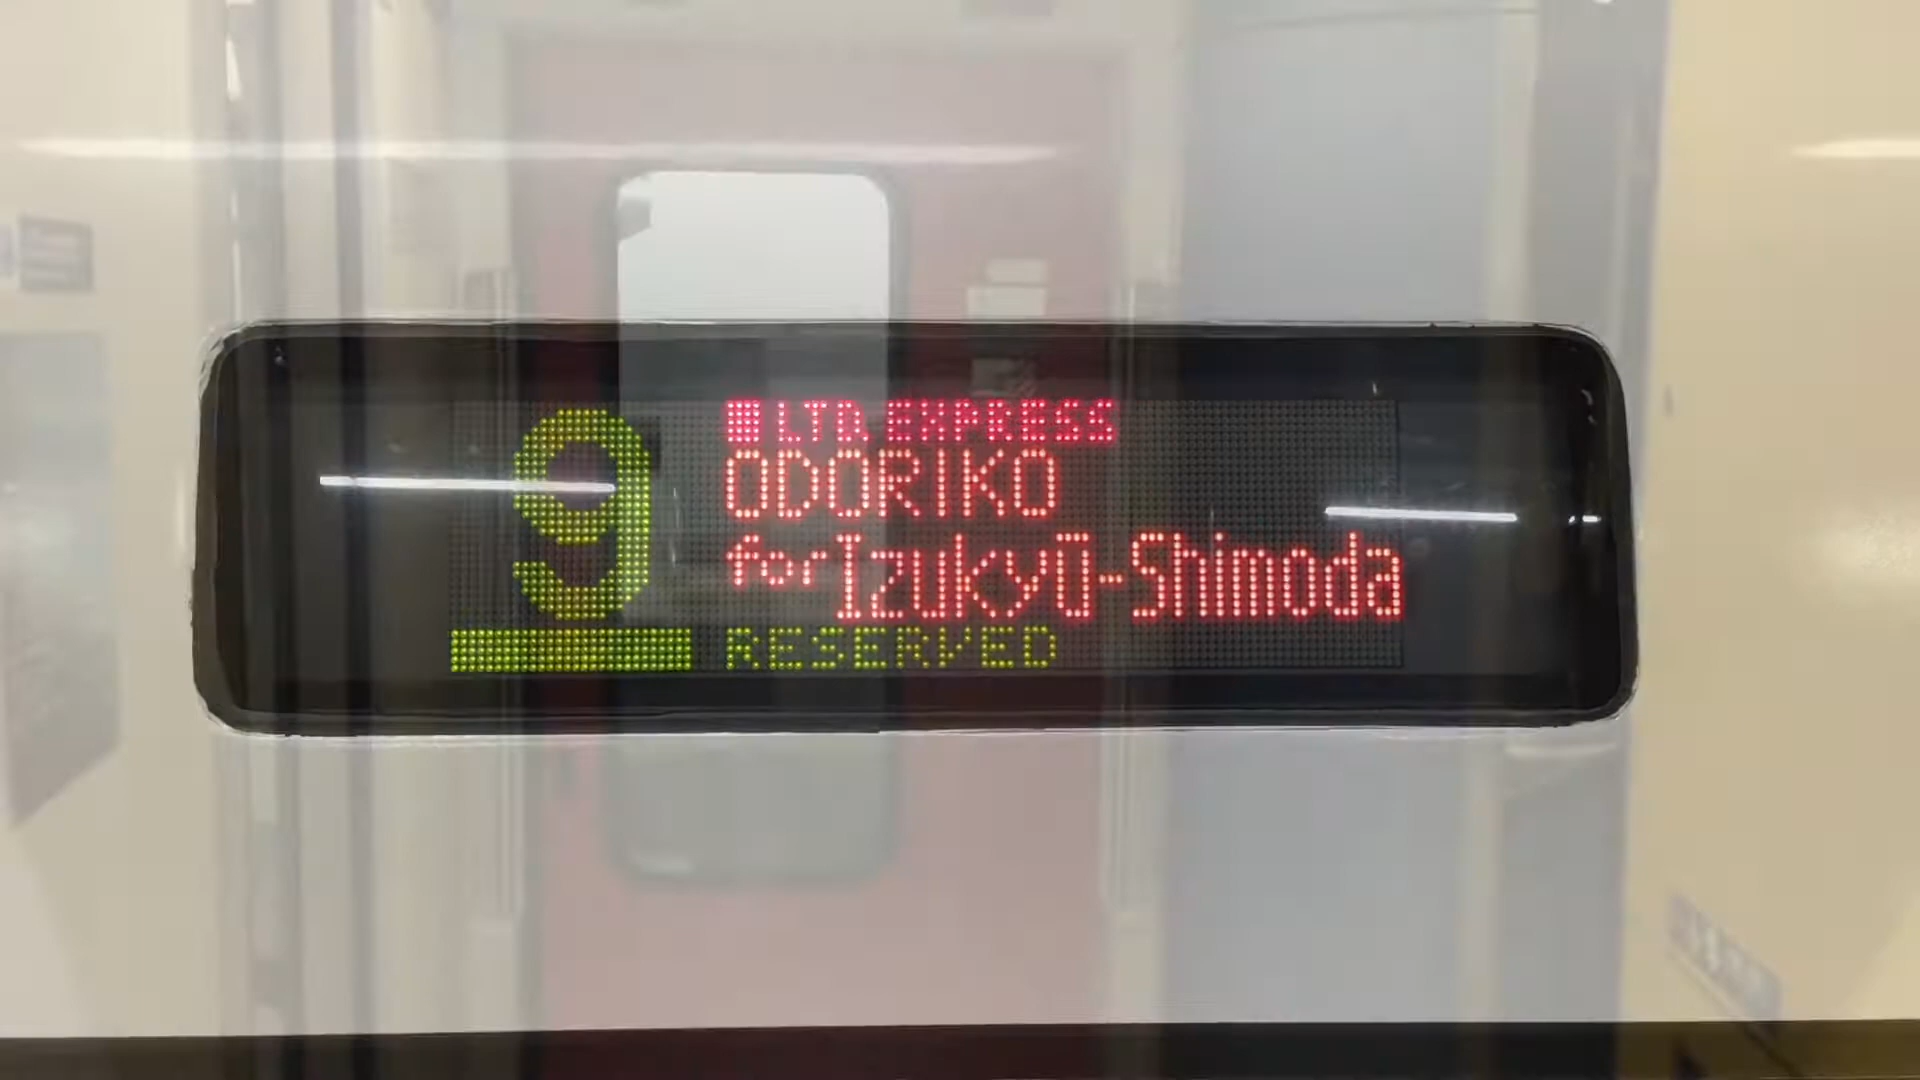 9
LTD. EXPRESS
ODORIKO
for Izukyū-Shimoda
RESERVED